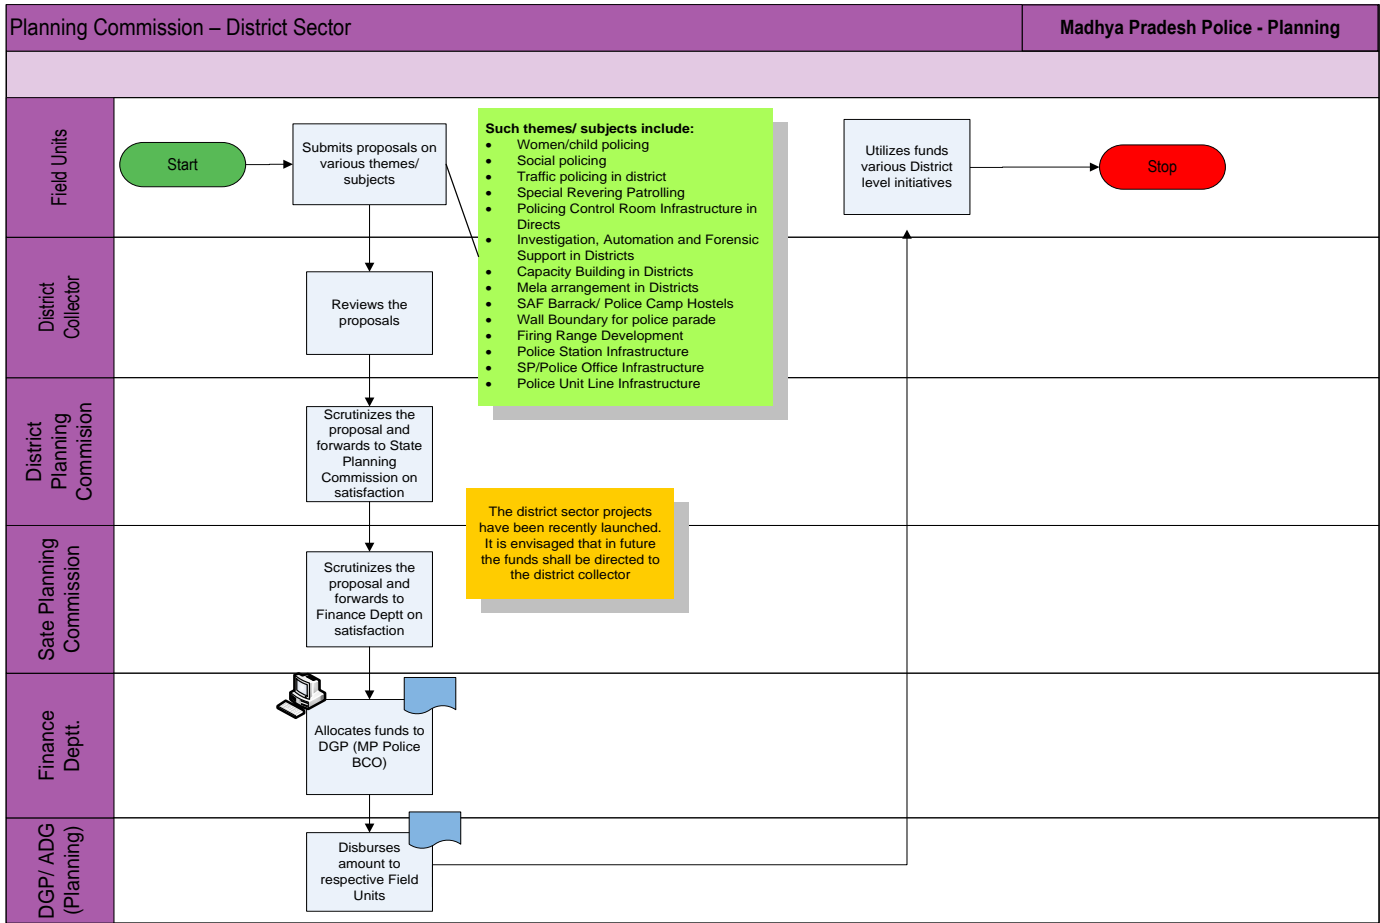 Planning Commission – District Sector
Madhya Pradesh Police - Planning
Field Units
Start
Submits proposals on
various themes/
subjects
Such themes/ subjects include:
• Women/child policing
• Social policing
• Traffic policing in district
• Special Revering Patrolling
• Policing Control Room Infrastructure in
Directs
• Investigation, Automation and Forensic
Support in Districts
• Capacity Building in Districts
• Mela arrangement in Districts
• SAF Barrack/ Police Camp Hostels
• Wall Boundary for police parade
• Firing Range Development
• Police Station Infrastructure
• SP/Police Office Infrastructure
• Police Unit Line Infrastructure
Utilizes funds
various District
level initiatives
Stop
District
Collector
Reviews the
proposals
District
Planning
Commision
Scrutinizes the
proposal and
forwards to State
Planning
Commission on
satisfaction
The district sector projects
have been recently launched.
It is envisaged that in future
the funds shall be directed to
the district collector
Sate Planning
Commission
Scrutinizes the
proposal and
forwards to
Finance Deptt on
satisfaction
Finance
Deptt.
Allocates funds to
DGP (MP Police
BCO)
DGP/ ADG
(Planning)
Disburses
amount to
respective Field
Units